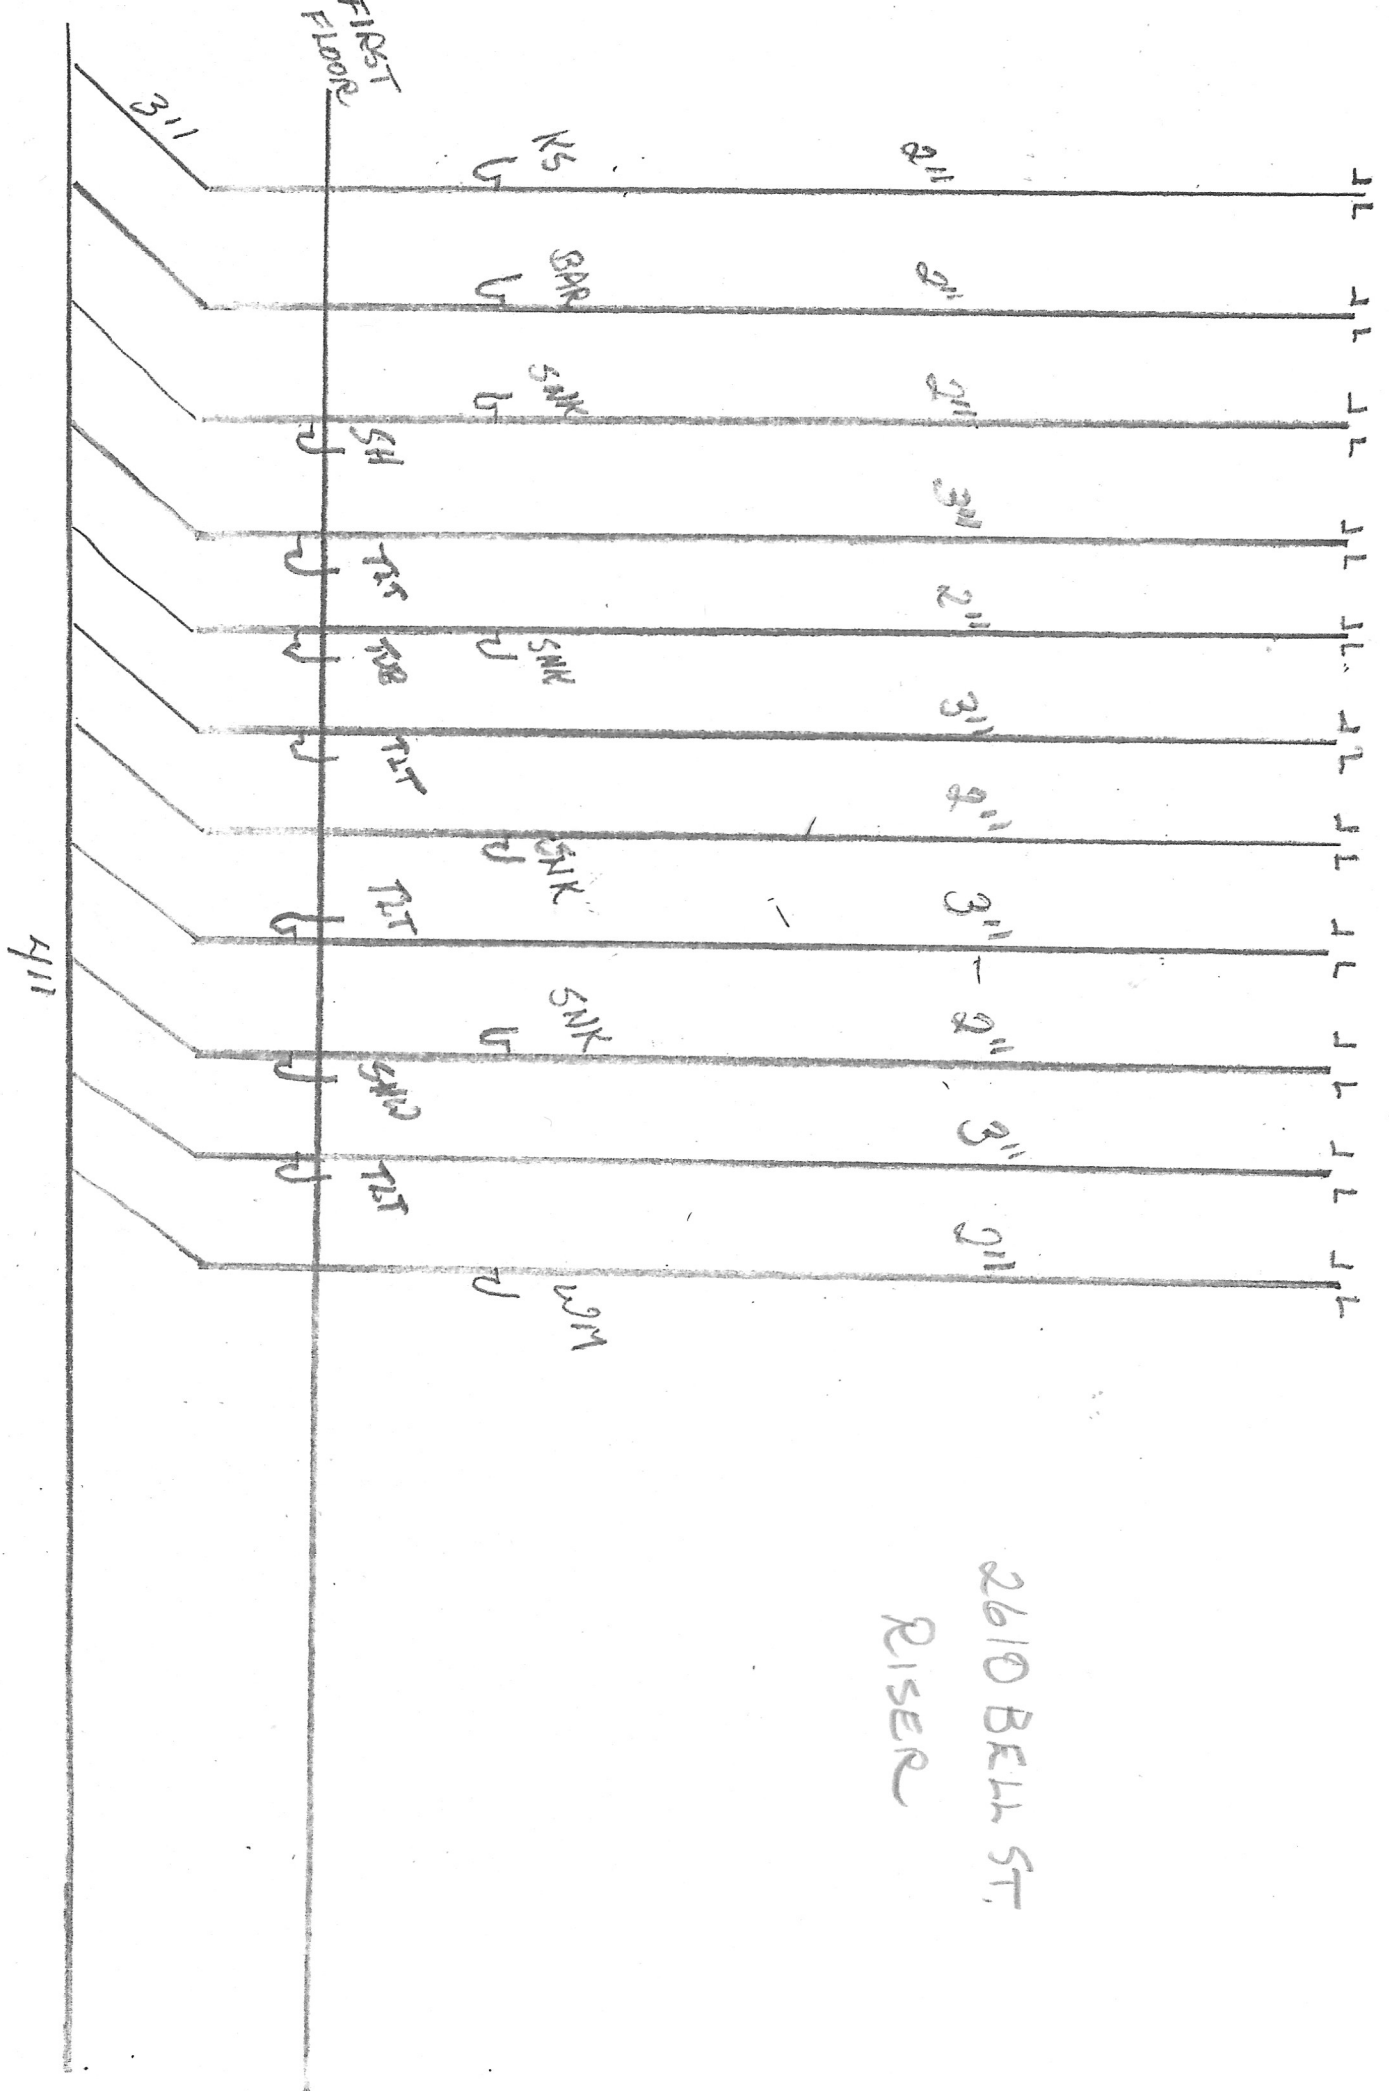 2"
2"
2"
3"
2"
3"
2"
3"
2"
3"
2"
2610 BELL ST.
RISER
KS
BAR
SNK
SNK
SNK
SNK
WM
FIRST
FLOOR
SH
TLT
TUB
TLT
TLT
SHW
TLT
3"
4"